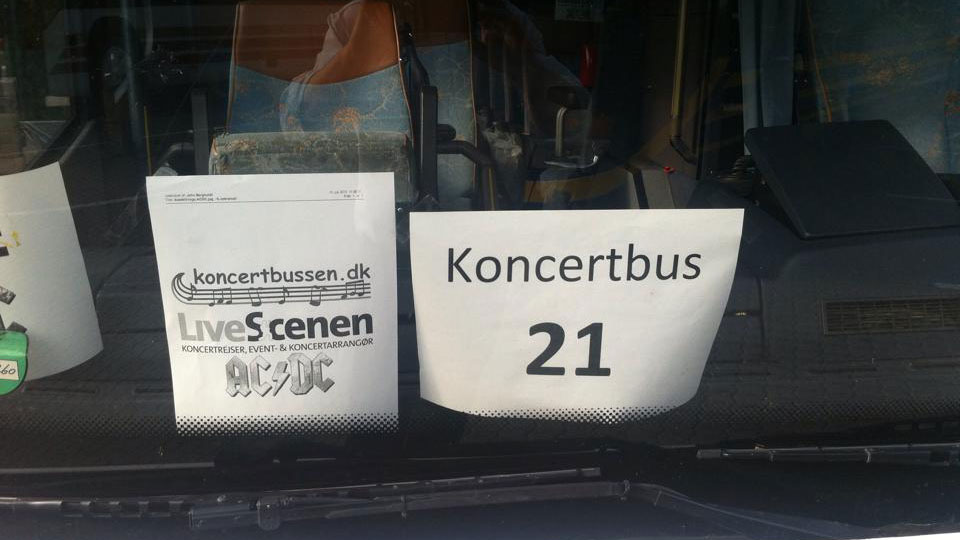 koncertbussen.dk
LiveScenen
KONCERTREJSER, EVENT- & KONCERTARRANGØR
AC/DC
Koncertbus
21